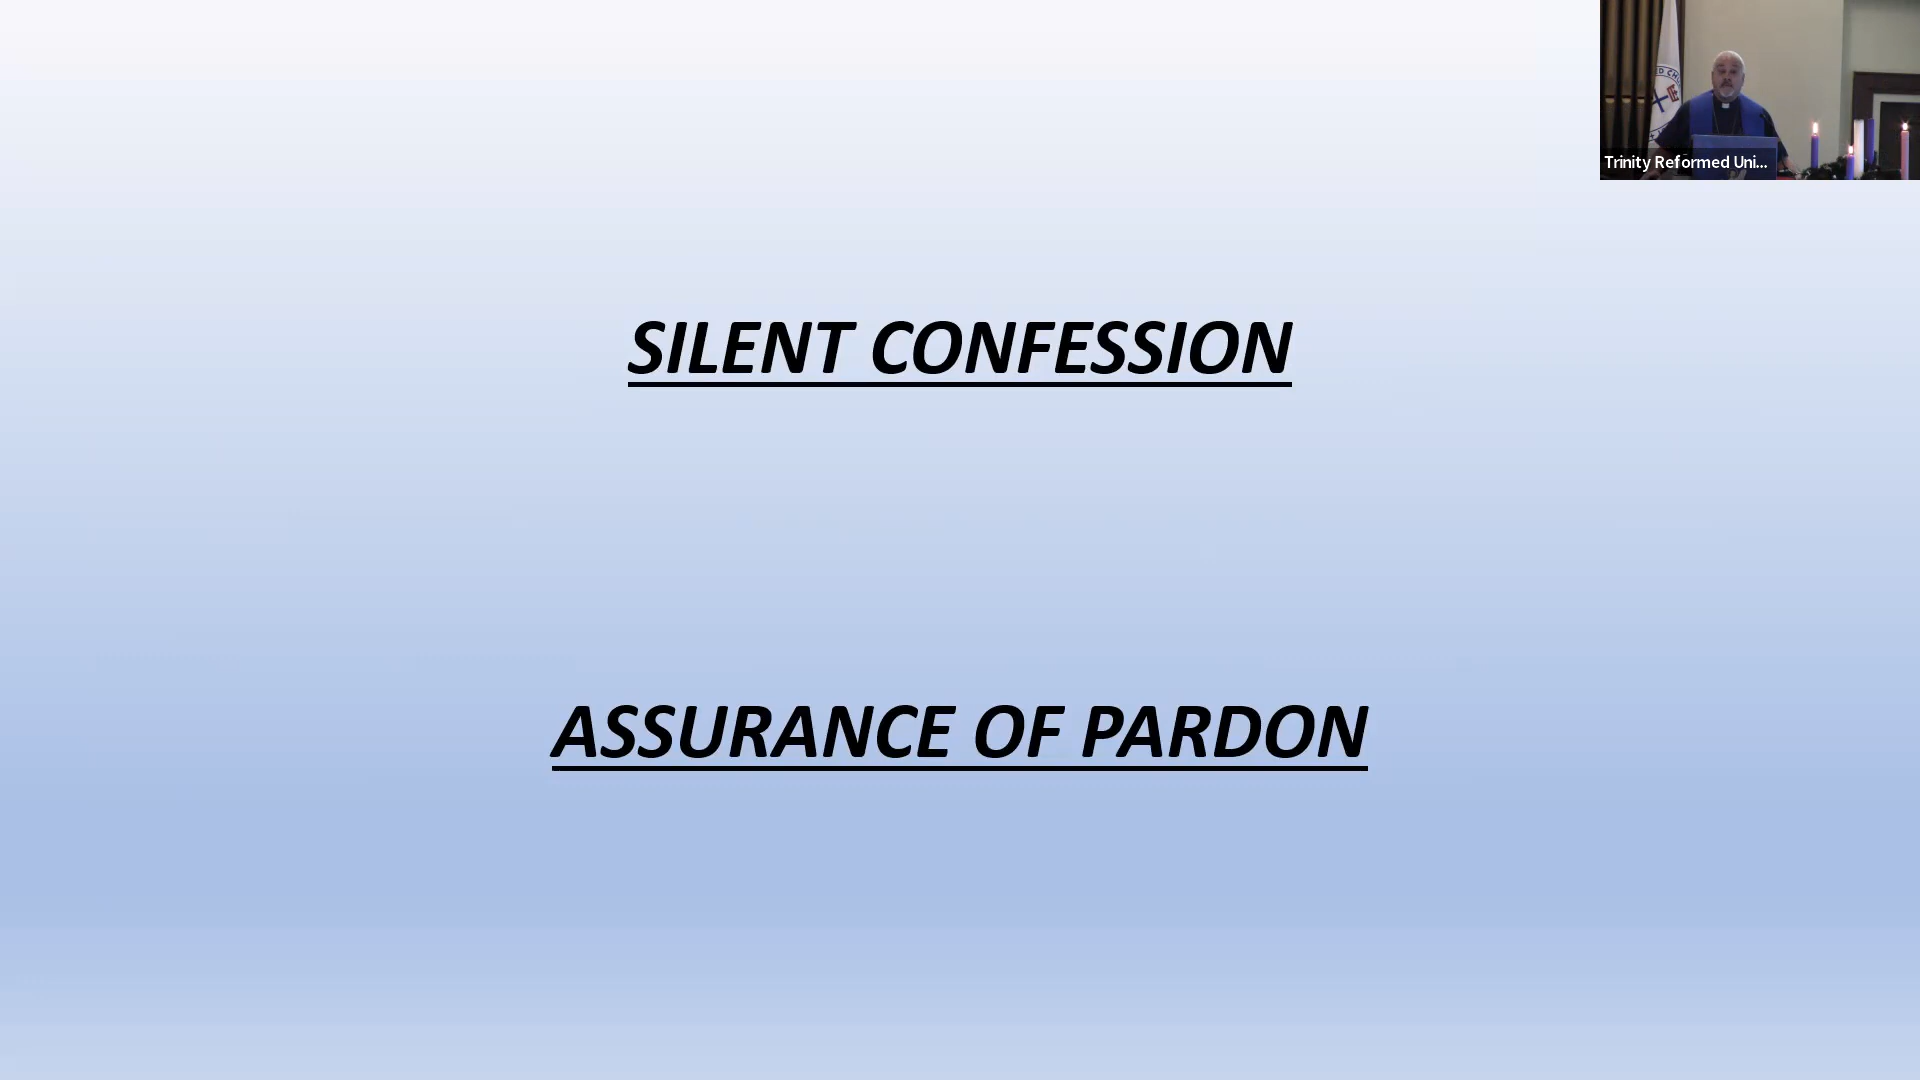 Trinity Reformed Uni...
SILENT CONFESSION
ASSURANCE OF PARDON